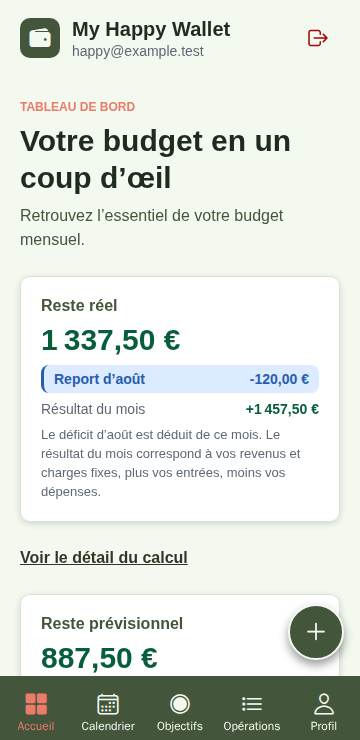 My Happy Wallet
happy@example.test
TABLEAU DE BORD
Votre budget en un
coup d’œil
Retrouvez l’essentiel de votre budget
mensuel.
Reste réel
1 337,50 €
Report d’août -120,00 €
Résultat du mois +1 457,50 €
Le déficit d’août est déduit de ce mois. Le
résultat du mois correspond à vos revenus et
charges fixes, plus vos entrées, moins vos
dépenses.
Voir le détail du calcul
Reste prévisionnel
887,50 €
Accueil Calendrier Objectifs Opérations Profil